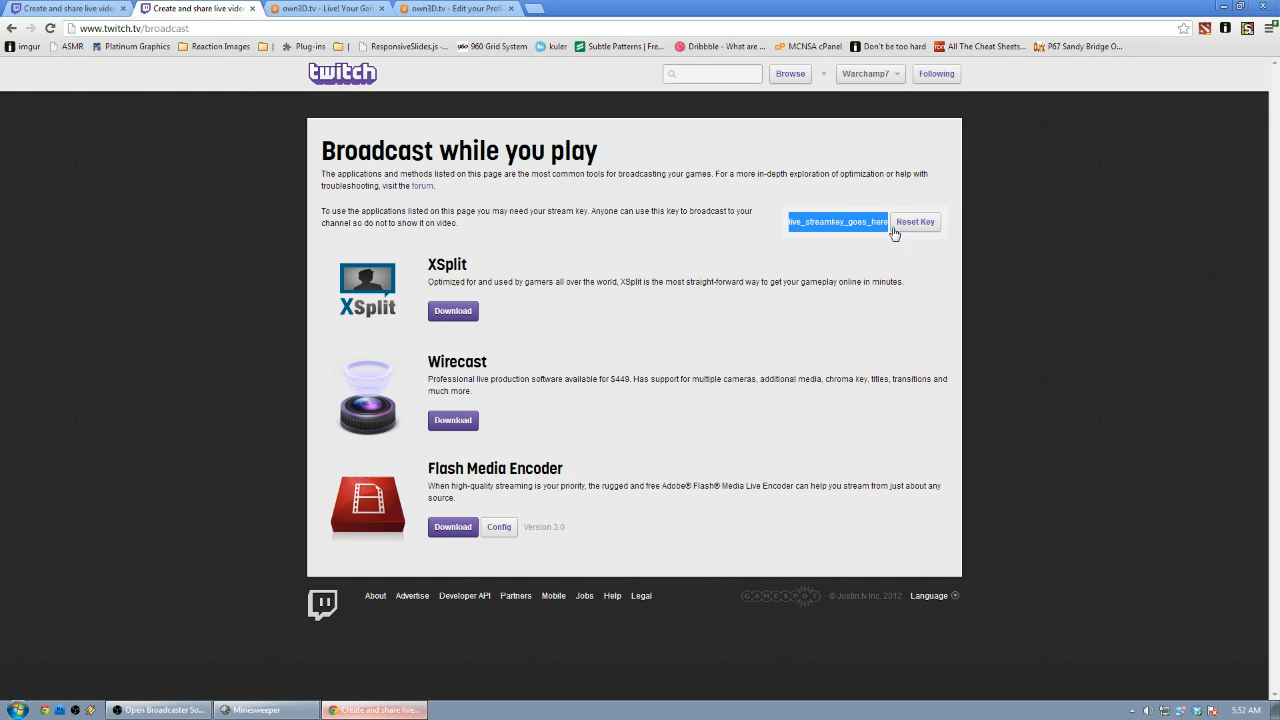 Create and share live vide
Create and share live vide
own3D.tv - Live! Your Gam
own3D.tv - Edit your Profi
www.twitch.tv/broadcast
imgur
ASMR
Platinum Graphics
Reaction Images
Plug-ins
ResponsiveSlides.js -...
960 Grid System
kuler
Subtle Patterns | Fre...
Dribbble - What are ...
MCNSA cPanel
Don't be too hard
All The Cheat Sheets...
P67 Sandy Bridge O...
twitch
Browse
Warchamp7
Following
Broadcast while you play
The applications and methods listed on this page are the most common tools for broadcasting your games. For a more in-depth exploration of optimization or help with
troubleshooting, visit the forum.
To use the applications listed on this page you may need your stream key. Anyone can use this key to broadcast to your
channel so do not to show it on video.
live_streamkey_goes_here
Reset Key
XSplit
XSplit
Optimized for and used by gamers all over the world, XSplit is the most straight-forward way to get your gameplay online in minutes.
Download
Wirecast
Professional live production software available for $449. Has support for multiple cameras, additional media, chroma key, titles, transitions and
much more.
Download
Flash Media Encoder
When high-quality streaming is your priority, the rugged and free Adobe® Flash® Media Live Encoder can help you stream from just about any
source.
Download
Config
Version 3.0
About
Advertise
Developer API
Partners
Mobile
Jobs
Help
Legal
GAMESPOT
© Justin.tv Inc. 2012
Language
Open Broadcaster So...
Minesweeper
Create and share live...
5:52 AM